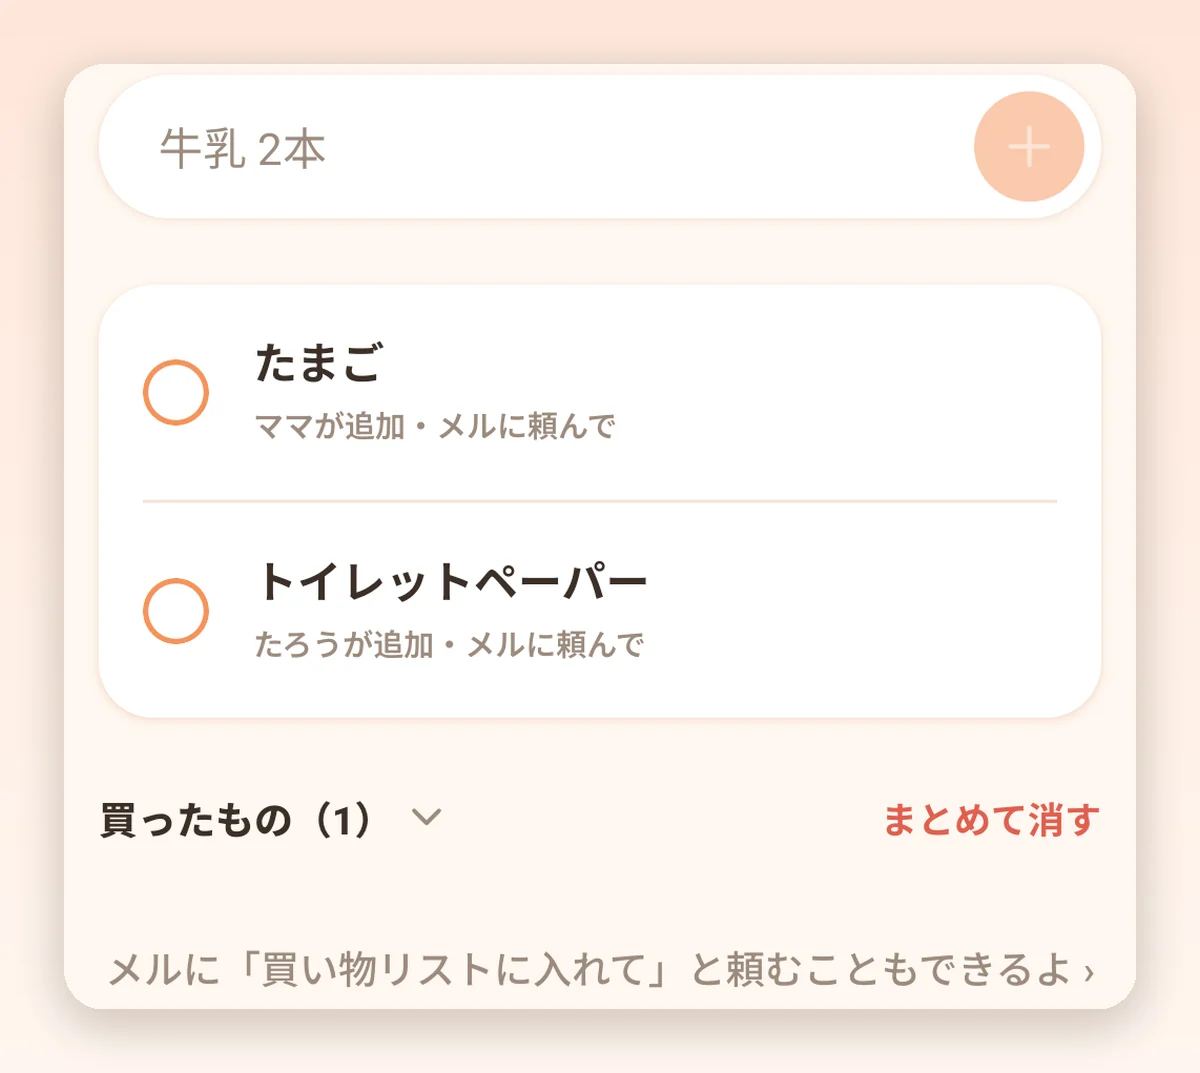 牛乳 2本
たまご
ママが追加・メルに頼んで
トイレットペーパー
たろうが追加・メルに頼んで
買ったもの（1）
まとめて消す
メルに「買い物リストに入れて」と頼むこともできるよ ›